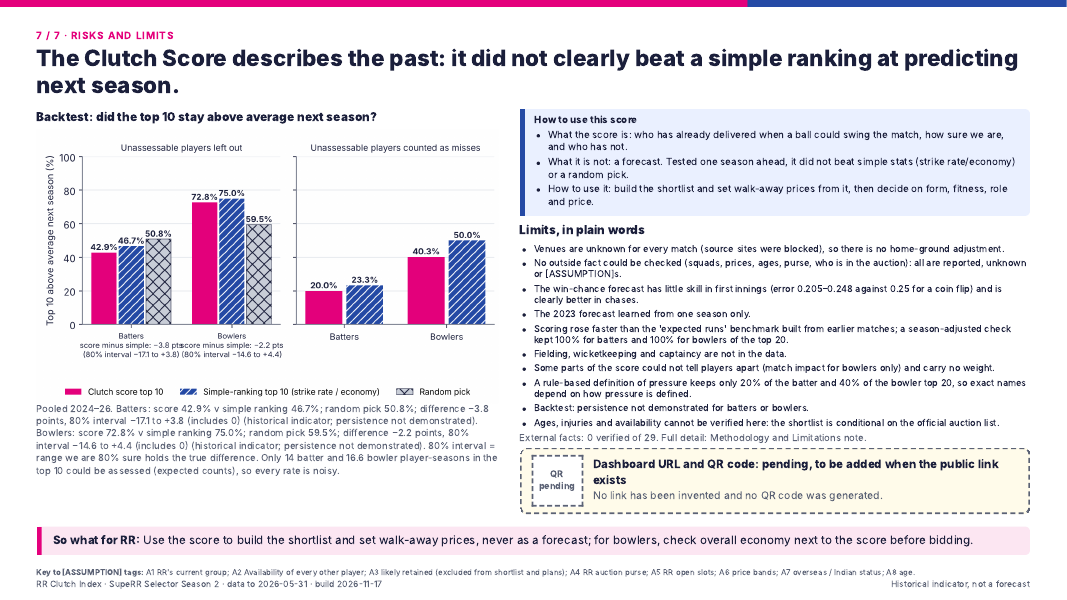 7 / 7 · RISKS AND LIMITS
The Clutch Score describes the past: it did not clearly beat a simple ranking at predicting
next season.
Backtest: did the top 10 stay above average next season?
Unassessable players left out
Unassessable players counted as misses
Top 10 above average next season (%)
100
80
60
40
20
0
42.9%
46.7%
50.8%
72.8%
75.0%
59.5%
20.0%
23.3%
40.3%
50.0%
Batters
score minus simple: −3.8 pts
(80% interval −17.1 to +3.8)
Bowlers
score minus simple: −2.2 pts
(80% interval −14.6 to +4.4)
Batters
Bowlers
Clutch score top 10
Simple-ranking top 10 (strike rate / economy)
Random pick
Pooled 2024–26. Batters: score 42.9% v simple ranking 46.7%; random pick 50.8%; difference −3.8
points, 80% interval −17.1 to +3.8 (includes 0) (historical indicator; persistence not demonstrated).
Bowlers: score 72.8% v simple ranking 75.0%; random pick 59.5%; difference −2.2 points, 80%
interval −14.6 to +4.4 (includes 0) (historical indicator; persistence not demonstrated). 80% interval =
range we are 80% sure holds the true difference. Only 14 batter and 16.6 bowler player-seasons in the
top 10 could be assessed (expected counts), so every rate is noisy.
How to use this score
• What the score is: who has already delivered when a ball could swing the match, how sure we are,
and who has not.
• What it is not: a forecast. Tested one season ahead, it did not beat simple stats (strike rate/economy)
or a random pick.
• How to use it: build the shortlist and set walk-away prices from it, then decide on form, fitness, role
and price.
Limits, in plain words
• Venues are unknown for every match (source sites were blocked), so there is no home-ground adjustment.
• No outside fact could be checked (squads, prices, ages, purse, who is in the auction): all are reported, unknown
or [ASSUMPTION]s.
• The win-chance forecast has little skill in first innings (error 0.205–0.248 against 0.25 for a coin flip) and is
clearly better in chases.
• The 2023 forecast learned from one season only.
• Scoring rose faster than the 'expected runs' benchmark built from earlier matches; a season-adjusted check
kept 100% for batters and 100% for bowlers of the top 20.
• Fielding, wicketkeeping and captaincy are not in the data.
• Some parts of the score could not tell players apart (match impact for bowlers only) and carry no weight.
• A rule-based definition of pressure keeps only 20% of the batter and 40% of the bowler top 20, so exact names
depend on how pressure is defined.
• Backtest: persistence not demonstrated for batters or bowlers.
• Ages, injuries and availability cannot be verified here: the shortlist is conditional on the official auction list.
External facts: 0 verified of 29. Full detail: Methodology and Limitations note.
QR
pending
Dashboard URL and QR code: pending, to be added when the public link
exists
No link has been invented and no QR code was generated.
So what for RR: Use the score to build the shortlist and set walk-away prices, never as a forecast; for bowlers, check overall economy next to the score before bidding.
Key to [ASSUMPTION] tags: A1 RR's current group; A2 Availability of every other player; A3 likely retained (excluded from shortlist and plans); A4 RR auction purse; A5 RR open slots; A6 price bands; A7 overseas / Indian status; A8 age.
RR Clutch Index · SupeRR Selector Season 2 · data to 2026-05-31 · build 2026-11-17
Historical indicator, not a forecast